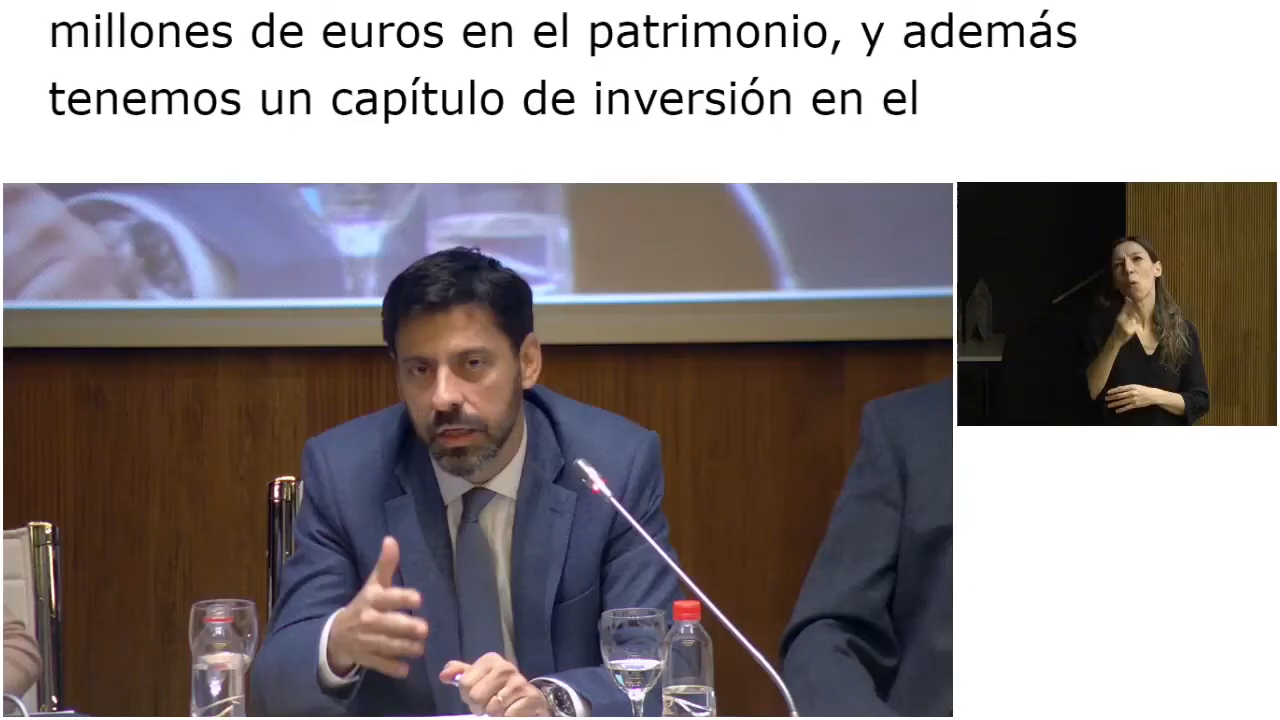 millones de euros en el patrimonio, y además
tenemos un capítulo de inversión en el